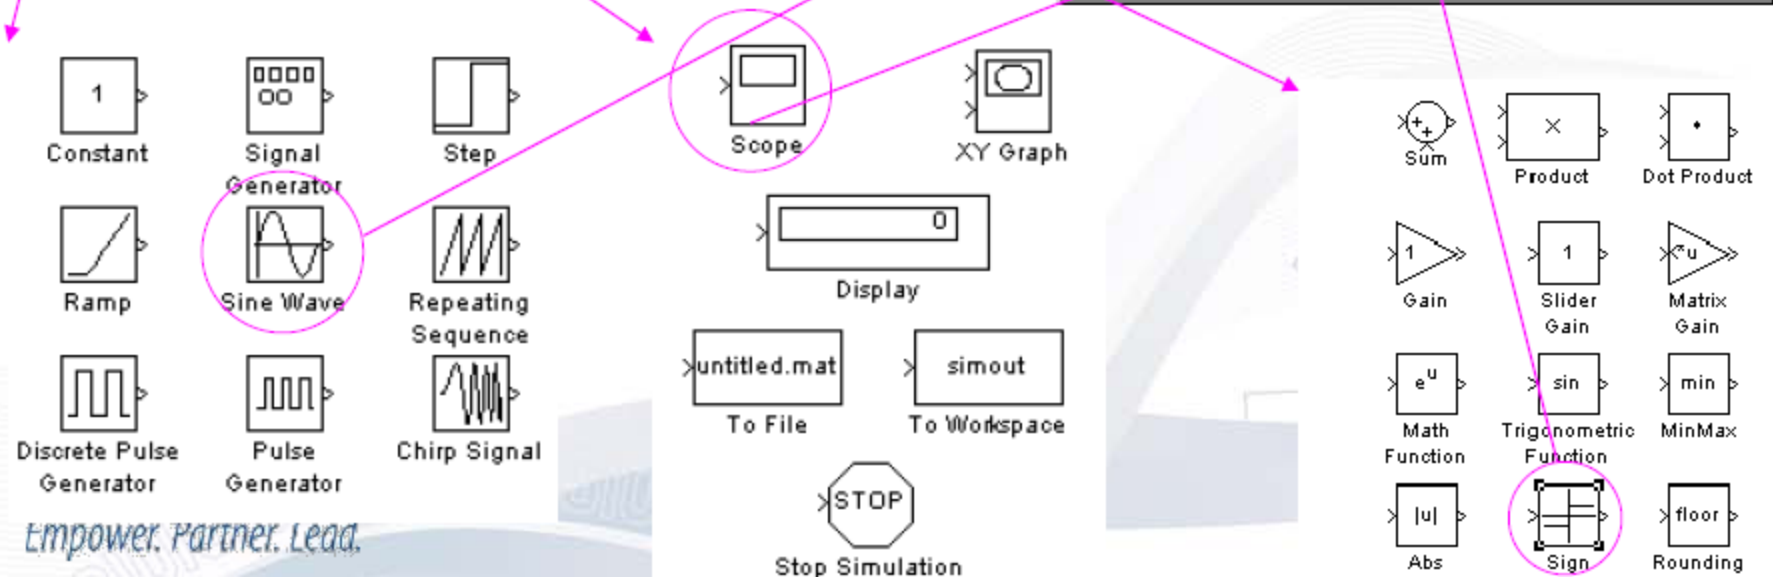 1
Constant
Signal
Generator
Step
Ramp
Sine Wave
Repeating
Sequence
Discrete Pulse
Generator
Pulse
Generator
Chirp Signal
Empower. Partner. Lead.
Scope
XY Graph
0
Display
untitled.mat
To File
simout
To Workspace
STOP
Stop Simulation
Sum
Product
Dot Product
1
Gain
1
Slider
Gain
u
Matrix
Gain
eu
Math
Function
sin
Trigonometric
Function
min
MinMax
|u|
Abs
Sign
floor
Rounding